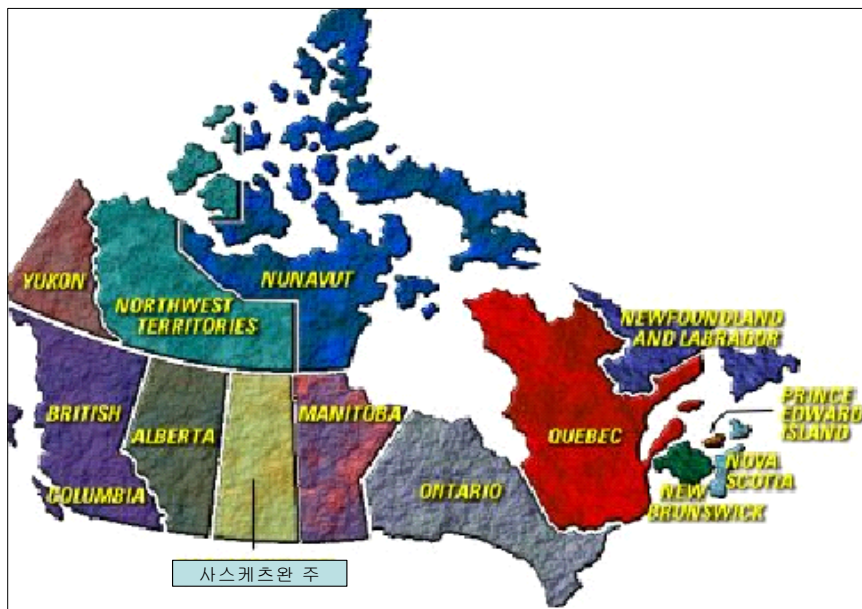 YUKON
NORTHWEST
TERRITORIES
NUNAVUT
BRITISH
COLUMBIA
ALBERTA
MANITOBA
ONTARIO
QUEBEC
NEWFOUNDLAND
AND LABRADOR
PRINCE
EDWARD
ISLAND
NOVA
SCOTIA
NEW
BRUNSWICK
사스케츠완 주